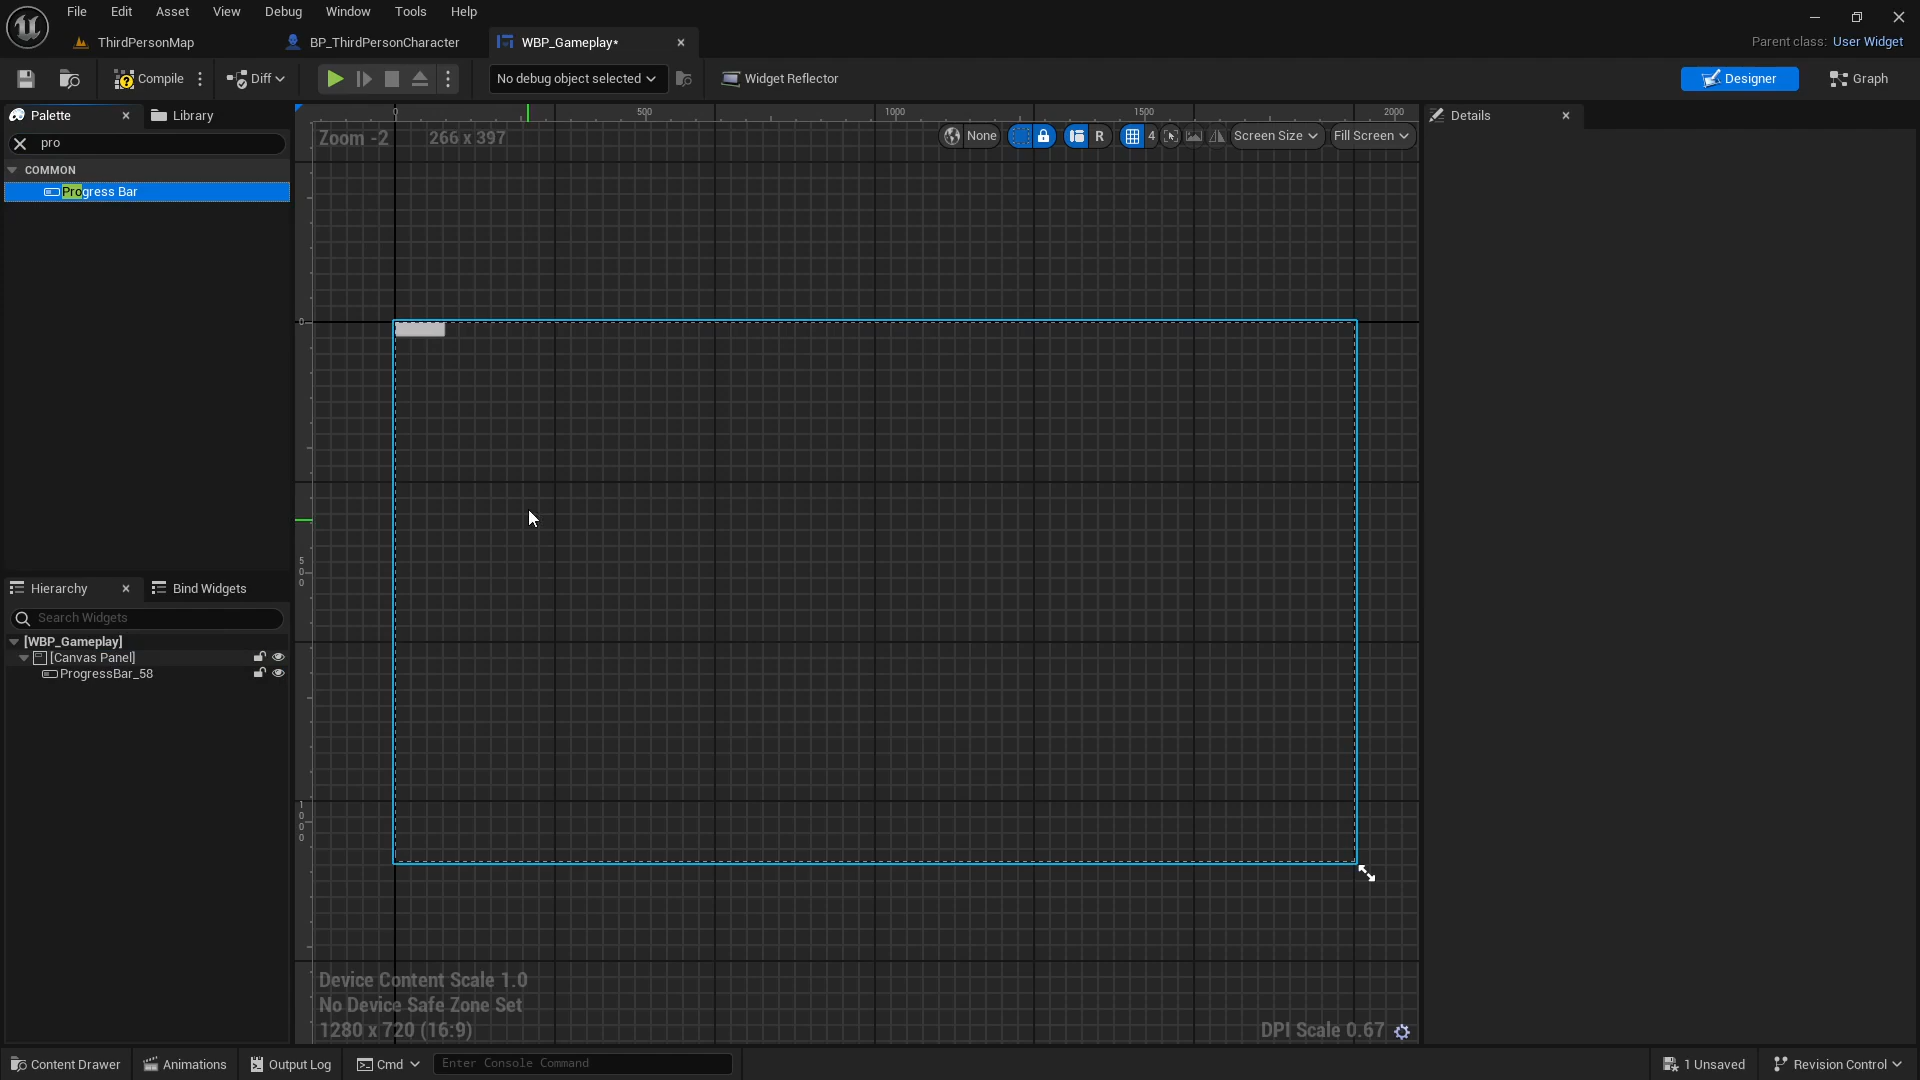 File Edit Asset View Debug Window Tools Help
ThirdPersonMap BP_ThirdPersonCharacter WBP_Gameplay*
Parent class: User Widget
Compile Diff No debug object selected Widget Reflector Designer Graph
Palette Library Details
pro
Zoom -2 266 x 397
None R 4 Screen Size Fill Screen
0 500 1000 1500 2000
COMMON
Progress Bar
0
500
1000
Hierarchy Bind Widgets
Search Widgets
[WBP_Gameplay]
[Canvas Panel]
ProgressBar_58
Device Content Scale 1.0
No Device Safe Zone Set
1280 x 720 (16:9)
DPI Scale 0.67
Content Drawer Animations Output Log Cmd Enter Console Command 1 Unsaved Revision Control